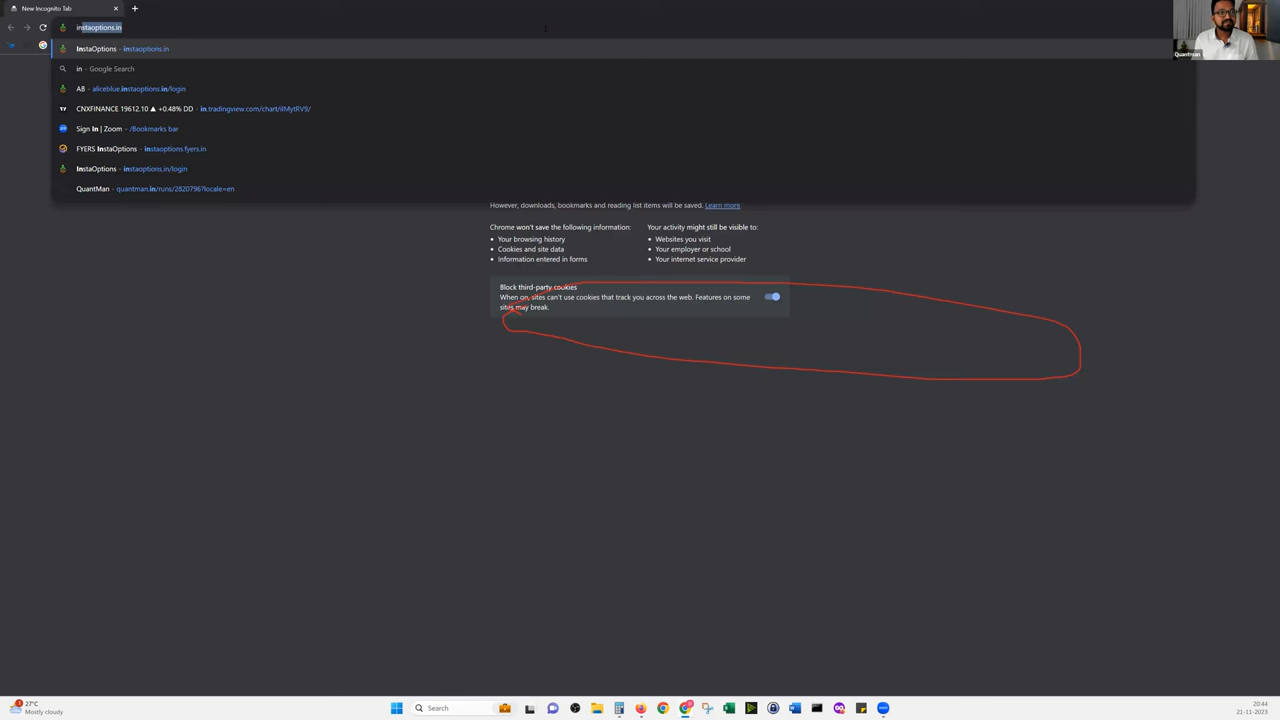 New Incognito Tab
instaoptions.in
InstaOptions - instaoptions.in
in - Google Search
AB - aliceblue.instaoptions.in/login
CNXFINANCE 19612.10 ▲ +0.48% DD - in.tradingview.com/chart/ilMytRV9/
Sign In | Zoom - /Bookmarks bar
FYERS InstaOptions - instaoptions.fyers.in
InstaOptions - instaoptions.in/login
QuantMan - quantman.in/runs/2820796?locale=en
Quantman
However, downloads, bookmarks and reading list items will be saved. Learn more
Chrome won't save the following information:
• Your browsing history
• Cookies and site data
• Information entered in forms
Your activity might still be visible to:
• Websites you visit
• Your employer or school
• Your internet service provider
Block third-party cookies
When on, sites can't use cookies that track you across the web. Features on some
sites may break.
1
27°C
Mostly cloudy
Search
20:44
21-11-2023